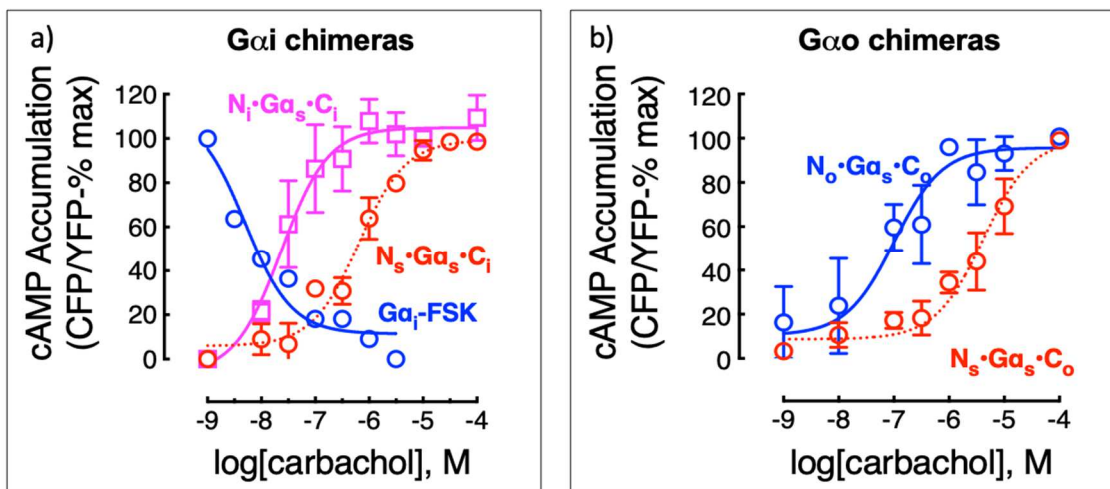 a)
Gαi chimeras
cAMP Accumulation
(CFP/YFP-% max)
120
100
80
60
40
20
0
Ni•Gαs•Ci
Ns•Gαs•Ci
Gαi-FSK
-9
-8
-7
-6
-5
-4
log[carbachol], M
b)
Gαo chimeras
cAMP Accumulation
(CFP/YFP-% max)
120
100
80
60
40
20
0
No•Gαs•Co
Ns•Gαs•Co
-9
-8
-7
-6
-5
-4
log[carbachol], M